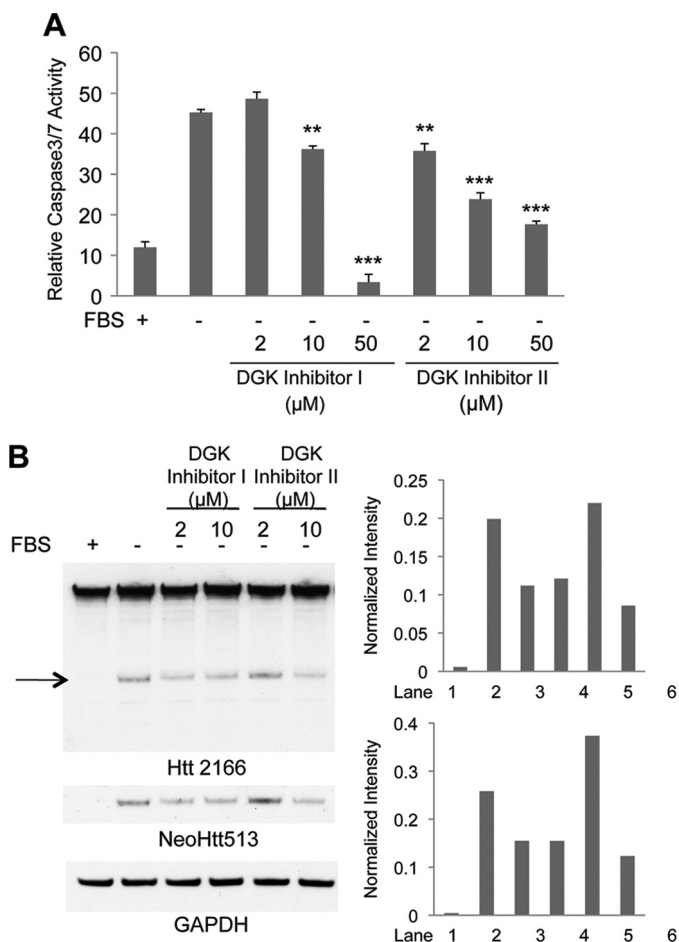 A
Relative Caspase3/7 Activity
60
50
40
30
20
10
0
** ** *** *** ***
FBS + - - - - - - -
2 10 50 2 10 50
DGK Inhibitor I DGK Inhibitor II
(µM) (µM)
B
DGK DGK
Inhibitor I Inhibitor II
(µM) (µM)
2 10 2 10
FBS + - - - - -
Htt 2166
NeoHtt513
GAPDH
Normalized Intensity
0.25
0.2
0.15
0.1
0.05
0
Lane 1 2 3 4 5 6
Normalized Intensity
0.4
0.3
0.2
0.1
0
Lane 1 2 3 4 5 6